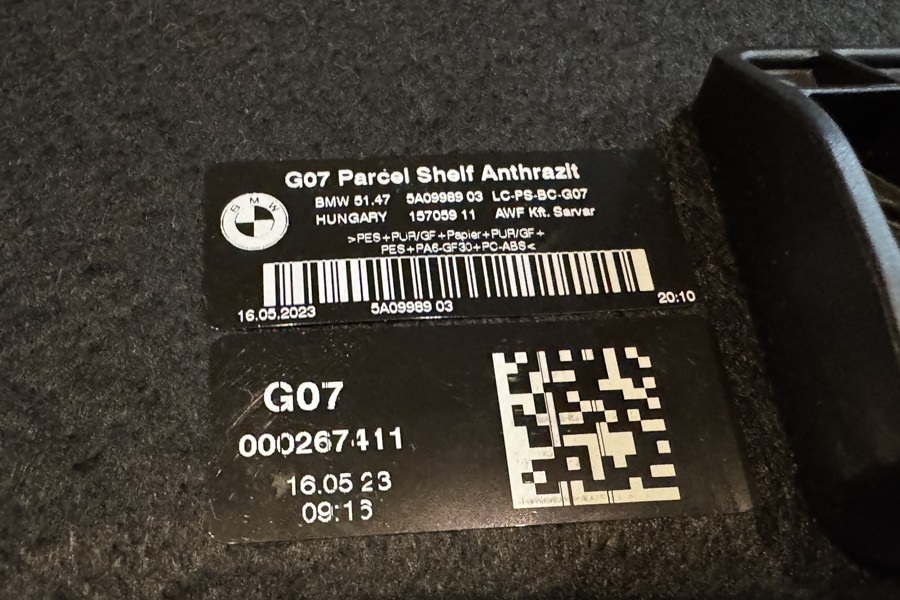 G07 Parcel Shelf Anthrazit
BMW
BMW 51.47 5A09989 03 LC-PS-BC-G07
HUNGARY 157059 11 AWF Kft. Sarvar
>PES+PUR/GF+Papier+PUR/GF+
PES+PA6-GF30+PC-ABS<
16.05.2023 5A09989 03 20:10
G07
000267411
16.05 23